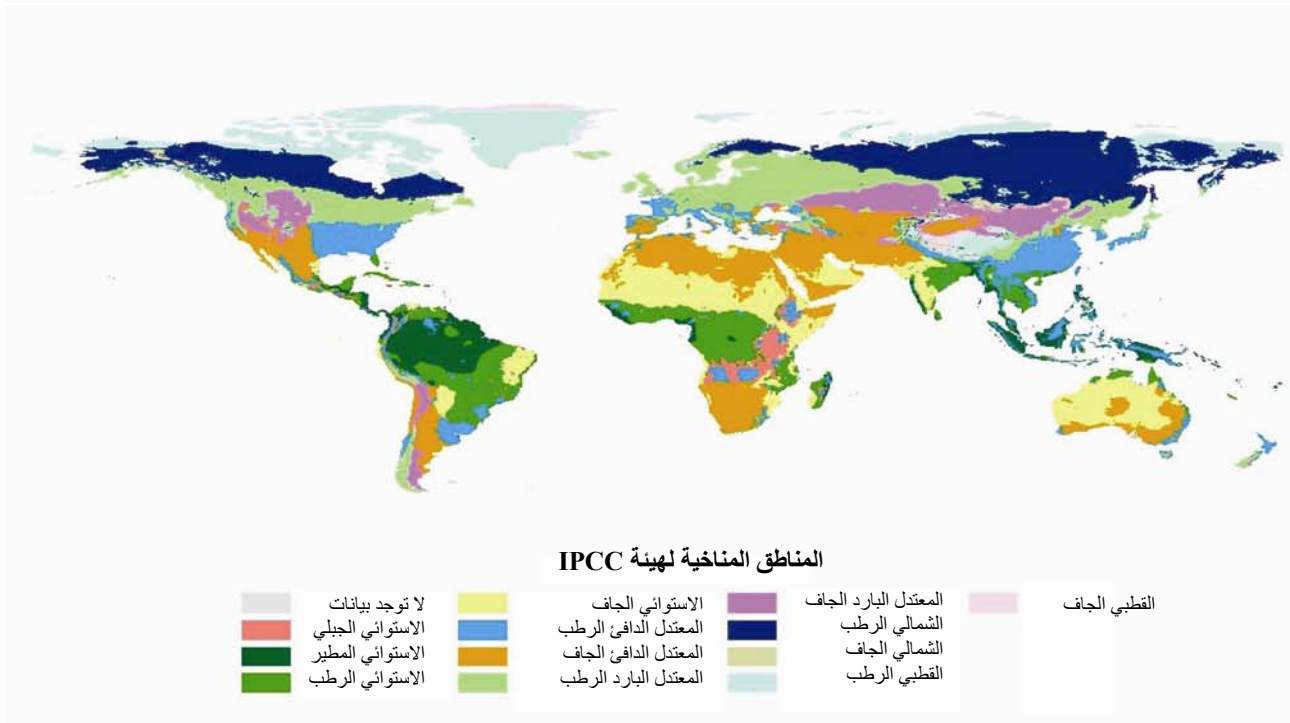 المناطق المناخية لهيئة IPCC
القطبي الجاف
المعتدل البارد الجاف
الشمالي الرطب
الشمالي الجاف
القطبي الرطب
الاستوائي الجاف
المعتدل الدافئ الرطب
المعتدل الدافئ الجاف
المعتدل البارد الرطب
لا توجد بيانات
الاستوائي الجبلي
الاستوائي المطير
الاستوائي الرطب